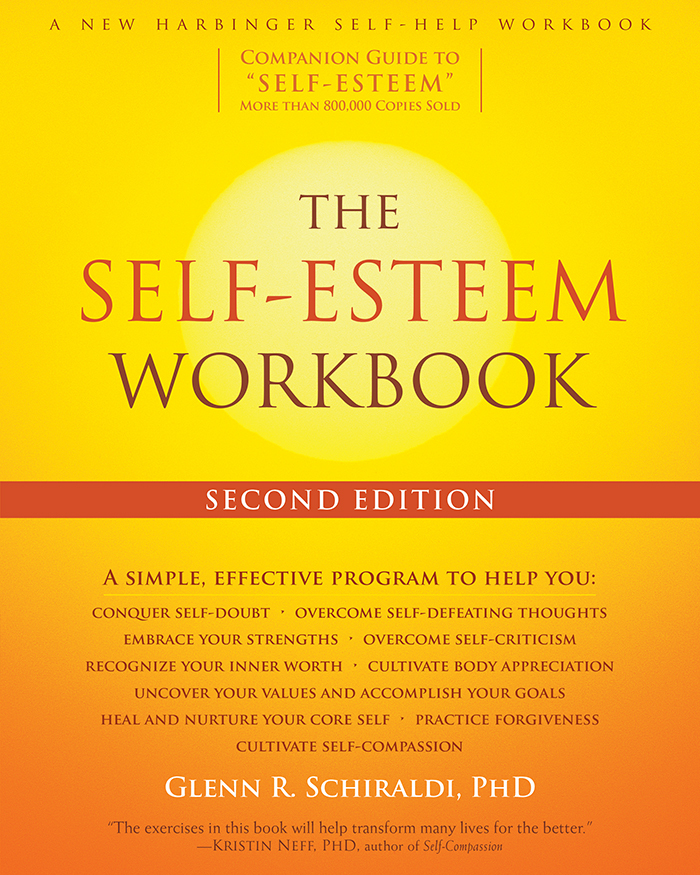 A NEW HARBINGER SELF-HELP WORKBOOK
COMPANION GUIDE TO
“SELF-ESTEEM”
MORE THAN 800,000 COPIES SOLD
THE
SELF-ESTEEM
WORKBOOK
SECOND EDITION
A SIMPLE, EFFECTIVE PROGRAM TO HELP YOU:
CONQUER SELF-DOUBT · OVERCOME SELF-DEFEATING THOUGHTS
EMBRACE YOUR STRENGTHS · OVERCOME SELF-CRITICISM
RECOGNIZE YOUR INNER WORTH · CULTIVATE BODY APPRECIATION
UNCOVER YOUR VALUES AND ACCOMPLISH YOUR GOALS
HEAL AND NURTURE YOUR CORE SELF · PRACTICE FORGIVENESS
CULTIVATE SELF-COMPASSION
GLENN R. SCHIRALDI, PHD
“The exercises in this book will help transform many lives for the better.”
—KRISTIN NEFF, PHD, author of Self-Compassion